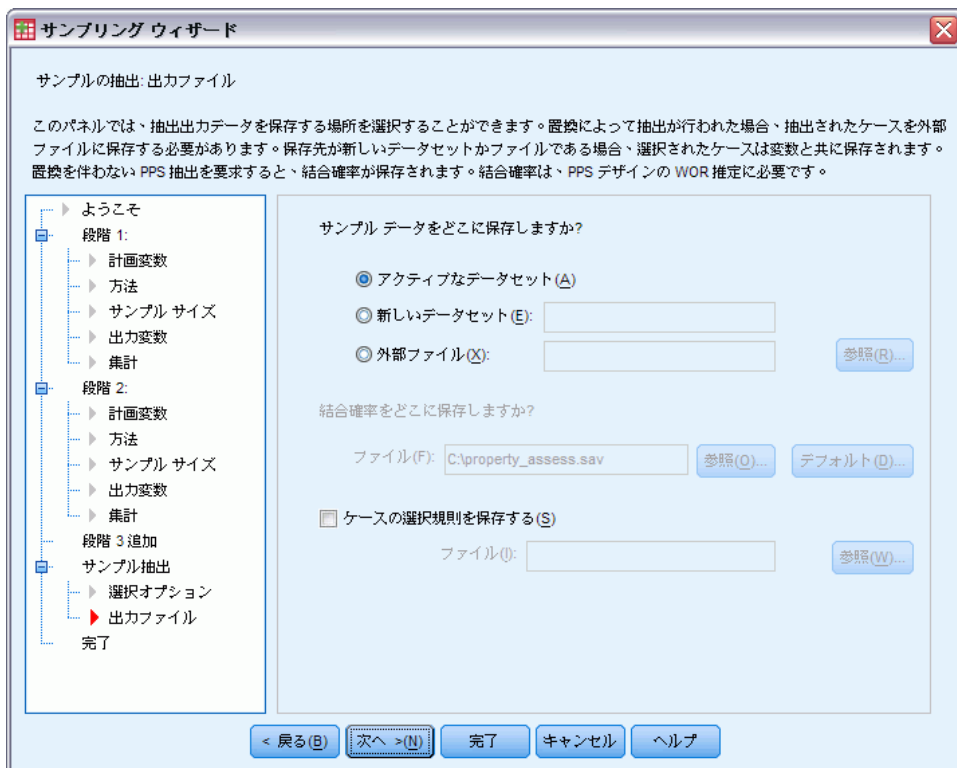 サンプリング ウィザード
サンプルの抽出: 出力ファイル
このパネルでは、抽出出力データを保存する場所を選択することができます。置換によって抽出が行われた場合、抽出されたケースを外部
ファイルに保存する必要があります。保存先が新しいデータセットかファイルである場合、選択されたケースは変数と共に保存されます。
置換を伴わない PPS 抽出を要求すると、結合確率が保存されます。結合確率は、PPS デザインの WOR 推定に必要です。
ようこそ
段階 1:
計画変数
方法
サンプル サイズ
出力変数
集計
段階 2:
計画変数
方法
サンプル サイズ
出力変数
集計
段階 3 追加
サンプル抽出
選択オプション
出力ファイル
完了
サンプル データをどこに保存しますか?
アクティブなデータセット(A)
新しいデータセット(E):
外部ファイル(X):
参照(R)...
結合確率をどこに保存しますか?
ファイル(F): C:\property_assess.sav 参照(O)... デフォルト(D)...
ケースの選択規則を保存する(S)
ファイル(I): 参照(W)...
< 戻る(B) 次へ >(N) 完了 キャンセル ヘルプ